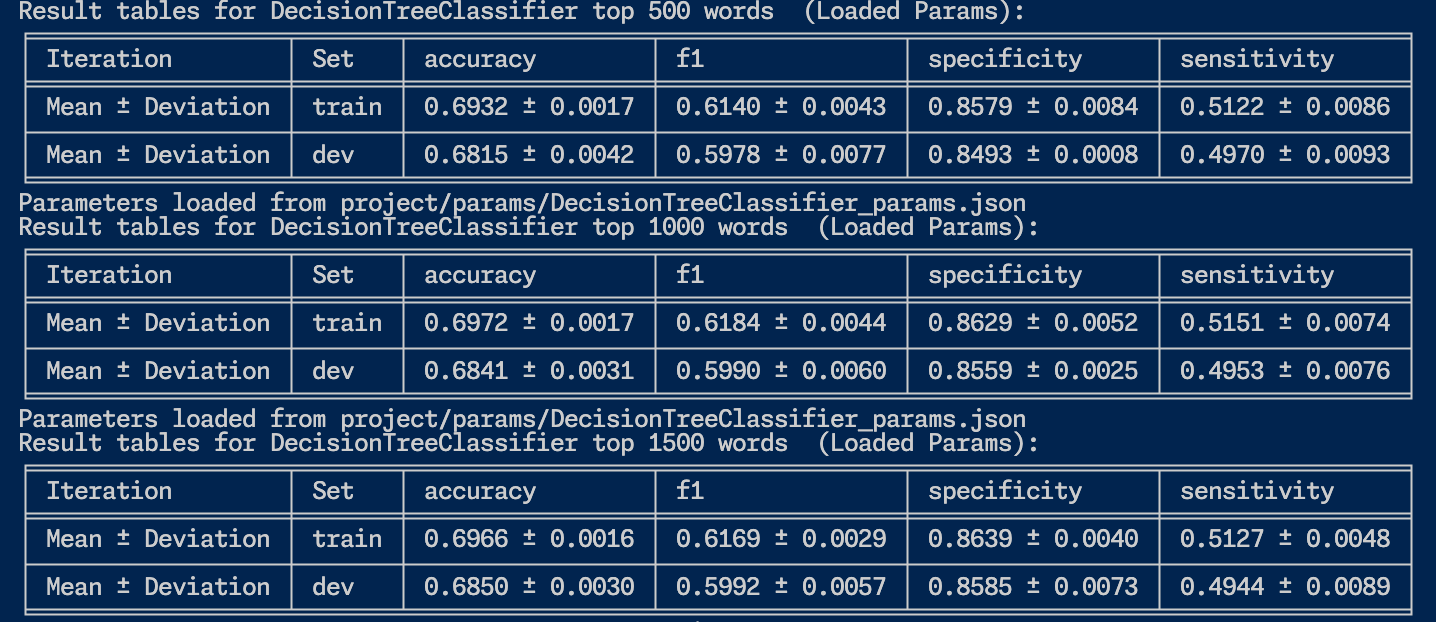 Result tables for DecisionTreeClassifier top 500 words  (Loaded Params):
Iteration Set accuracy f1 specificity sensitivity
Mean ± Deviation train 0.6932 ± 0.0017 0.6140 ± 0.0043 0.8579 ± 0.0084 0.5122 ± 0.0086
Mean ± Deviation dev 0.6815 ± 0.0042 0.5978 ± 0.0077 0.8493 ± 0.0008 0.4970 ± 0.0093
Parameters loaded from project/params/DecisionTreeClassifier_params.json
Result tables for DecisionTreeClassifier top 1000 words  (Loaded Params):
Iteration Set accuracy f1 specificity sensitivity
Mean ± Deviation train 0.6972 ± 0.0017 0.6184 ± 0.0044 0.8629 ± 0.0052 0.5151 ± 0.0074
Mean ± Deviation dev 0.6841 ± 0.0031 0.5990 ± 0.0060 0.8559 ± 0.0025 0.4953 ± 0.0076
Parameters loaded from project/params/DecisionTreeClassifier_params.json
Result tables for DecisionTreeClassifier top 1500 words  (Loaded Params):
Iteration Set accuracy f1 specificity sensitivity
Mean ± Deviation train 0.6966 ± 0.0016 0.6169 ± 0.0029 0.8639 ± 0.0040 0.5127 ± 0.0048
Mean ± Deviation dev 0.6850 ± 0.0030 0.5992 ± 0.0057 0.8585 ± 0.0073 0.4944 ± 0.0089